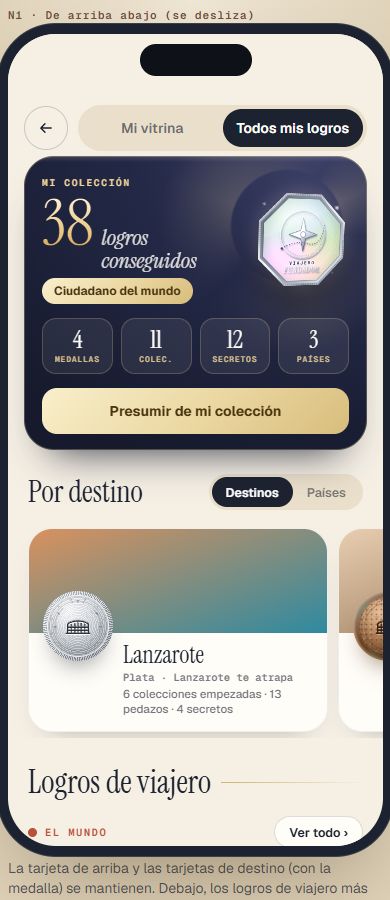 N1 · De arriba abajo (se desliza)
←
Mi vitrina
Todos mis logros
MI COLECCIÓN
38 logros
conseguidos
VIAJERO
FUNDADOR
Ciudadano del mundo
4
MEDALLAS
11
COLEC.
12
SECRETOS
3
PAÍSES
Presumir de mi colección
Por destino
Destinos
Países
Lanzarote
Plata · Lanzarote te atrapa
6 colecciones empezadas · 13
pedazos · 4 secretos
Logros de viajero
EL MUNDO
Ver todo ›
La tarjeta de arriba y las tarjetas de destino (con la
medalla) se mantienen. Debajo, los logros de viajero más